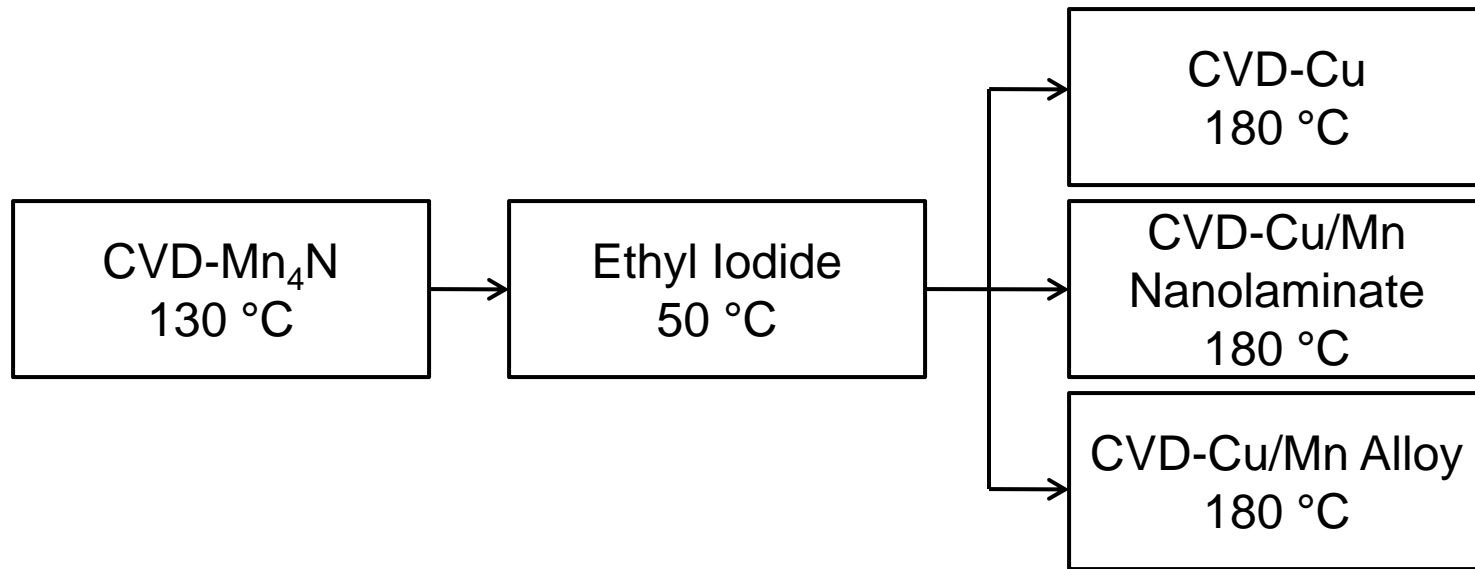 CVD-Mn₄N
130 °C
Ethyl Iodide
50 °C
CVD-Cu
180 °C
CVD-Cu/Mn
Nanolaminate
180 °C
CVD-Cu/Mn Alloy
180 °C